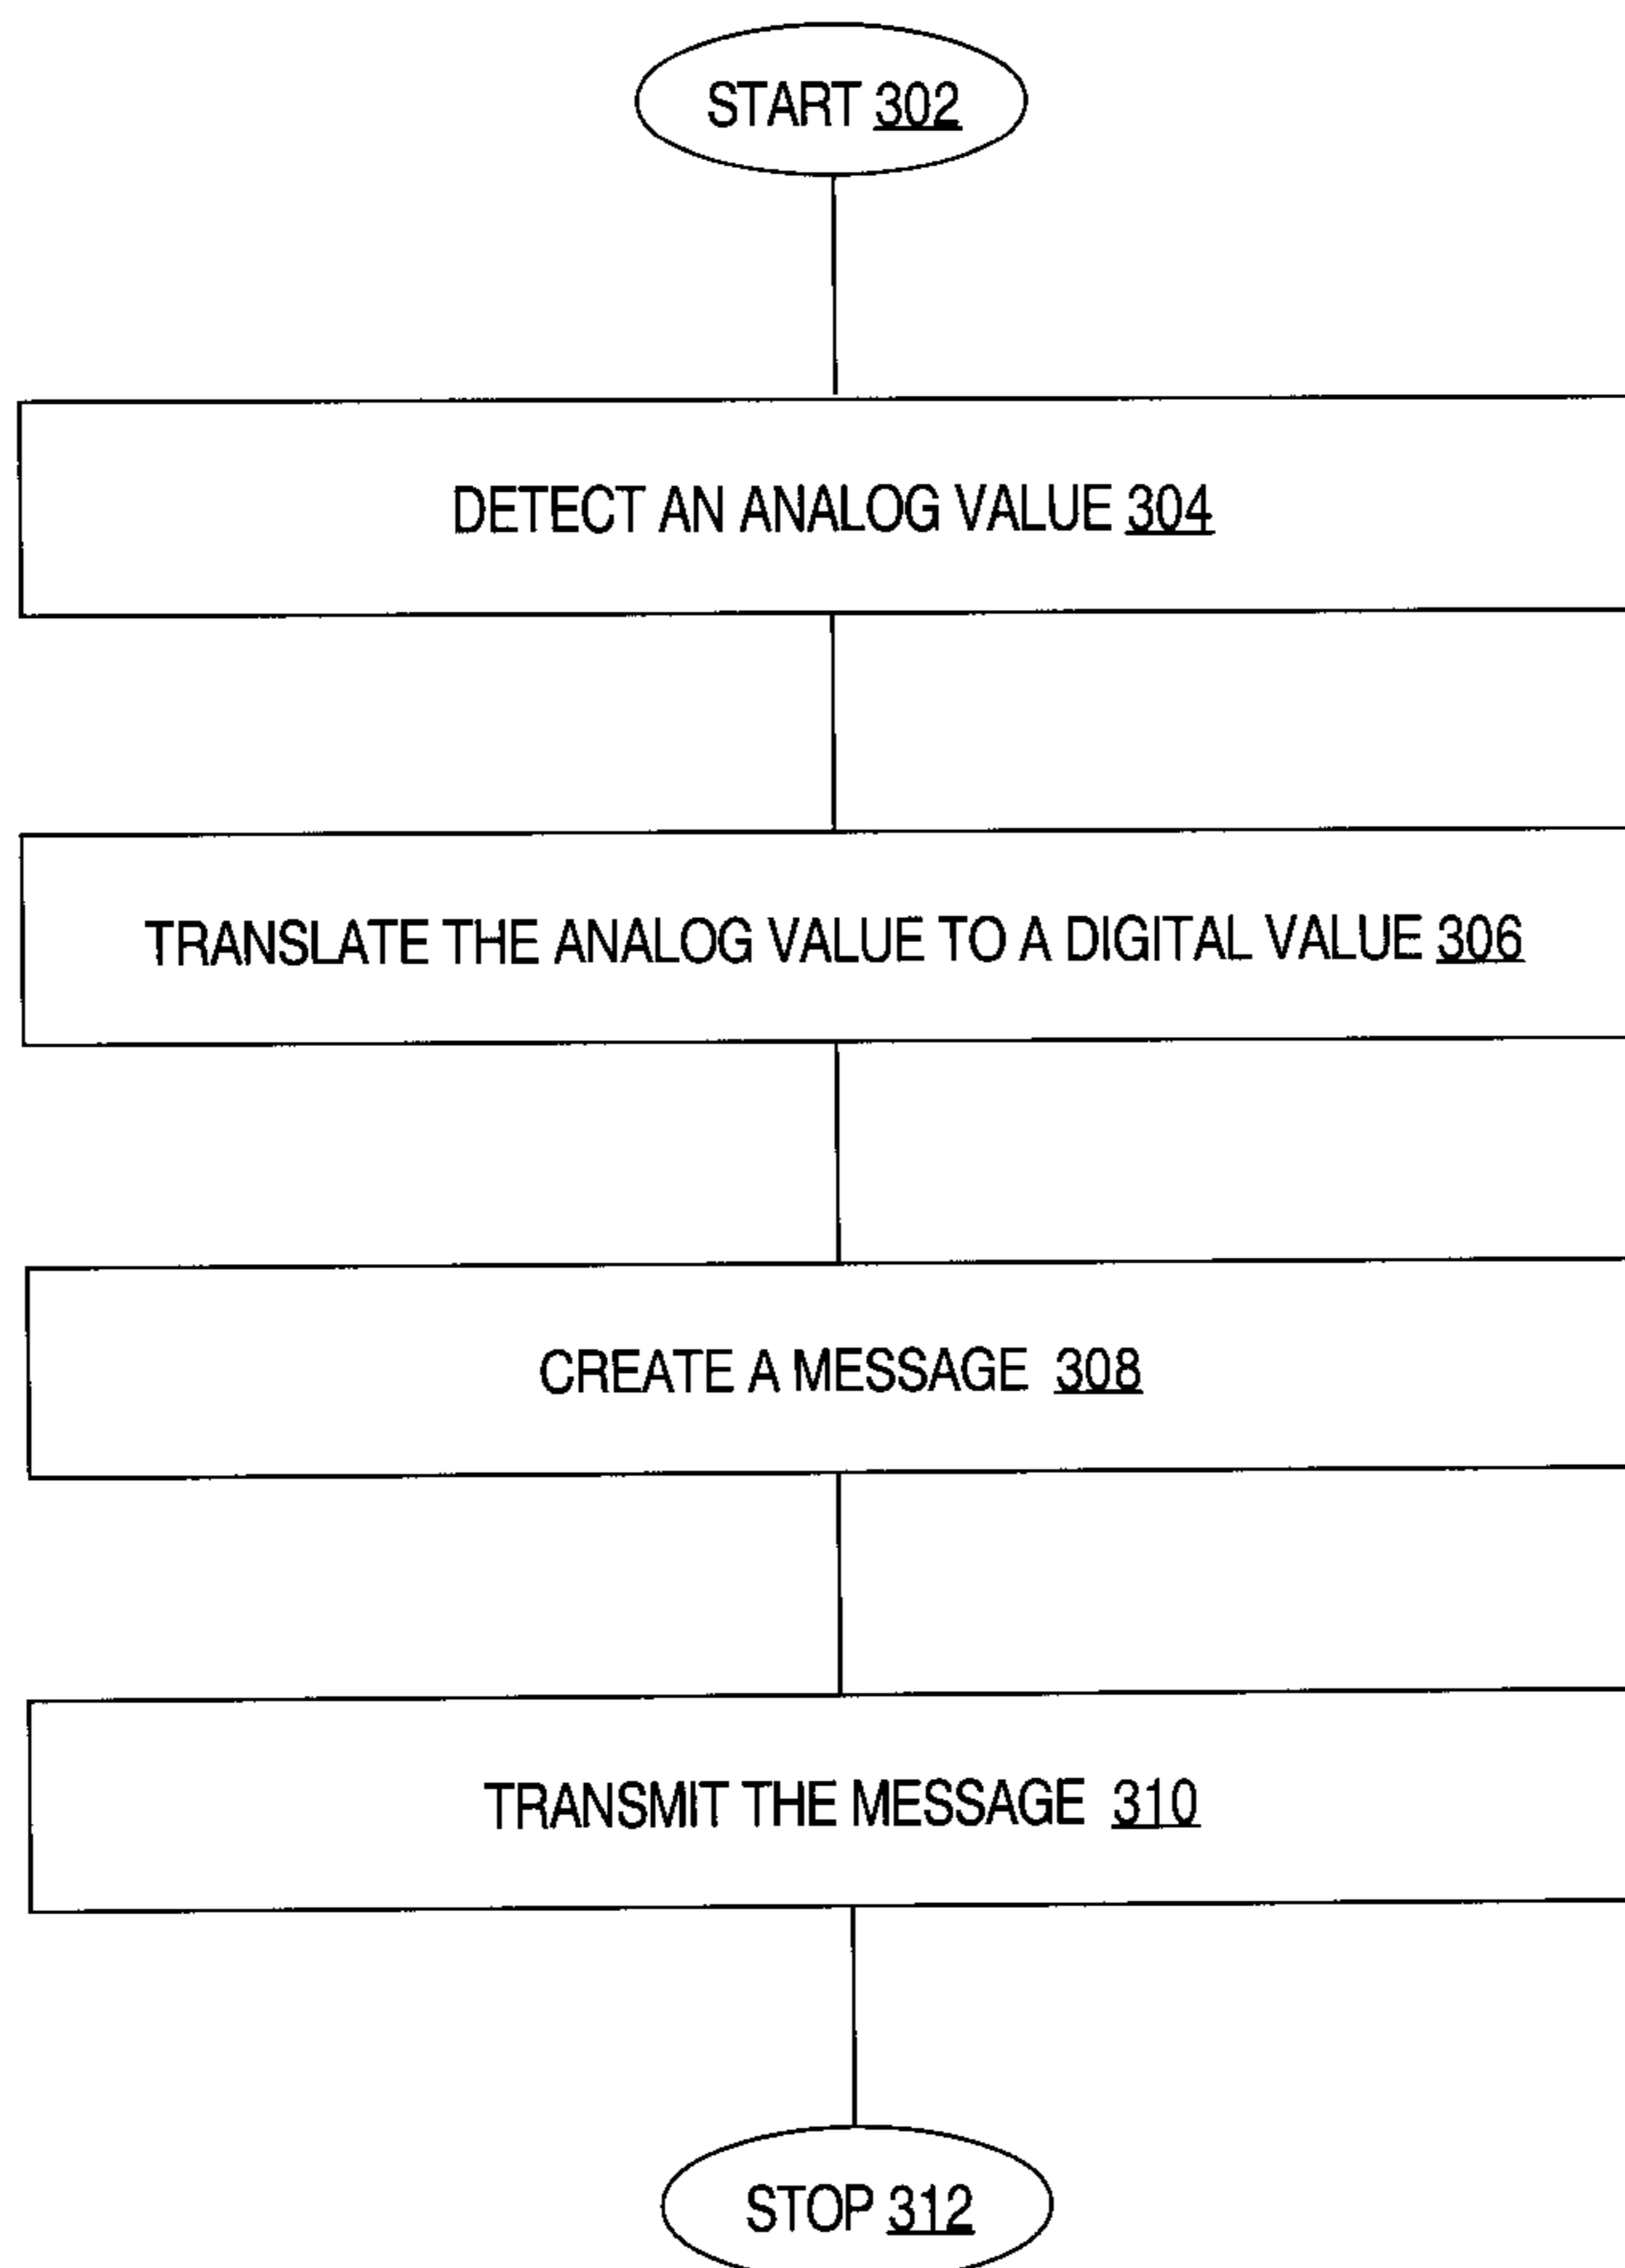 START 302
DETECT AN ANALOG VALUE 304
TRANSLATE THE ANALOG VALUE TO A DIGITAL VALUE 306
CREATE A MESSAGE 308
TRANSMIT THE MESSAGE 310
STOP 312